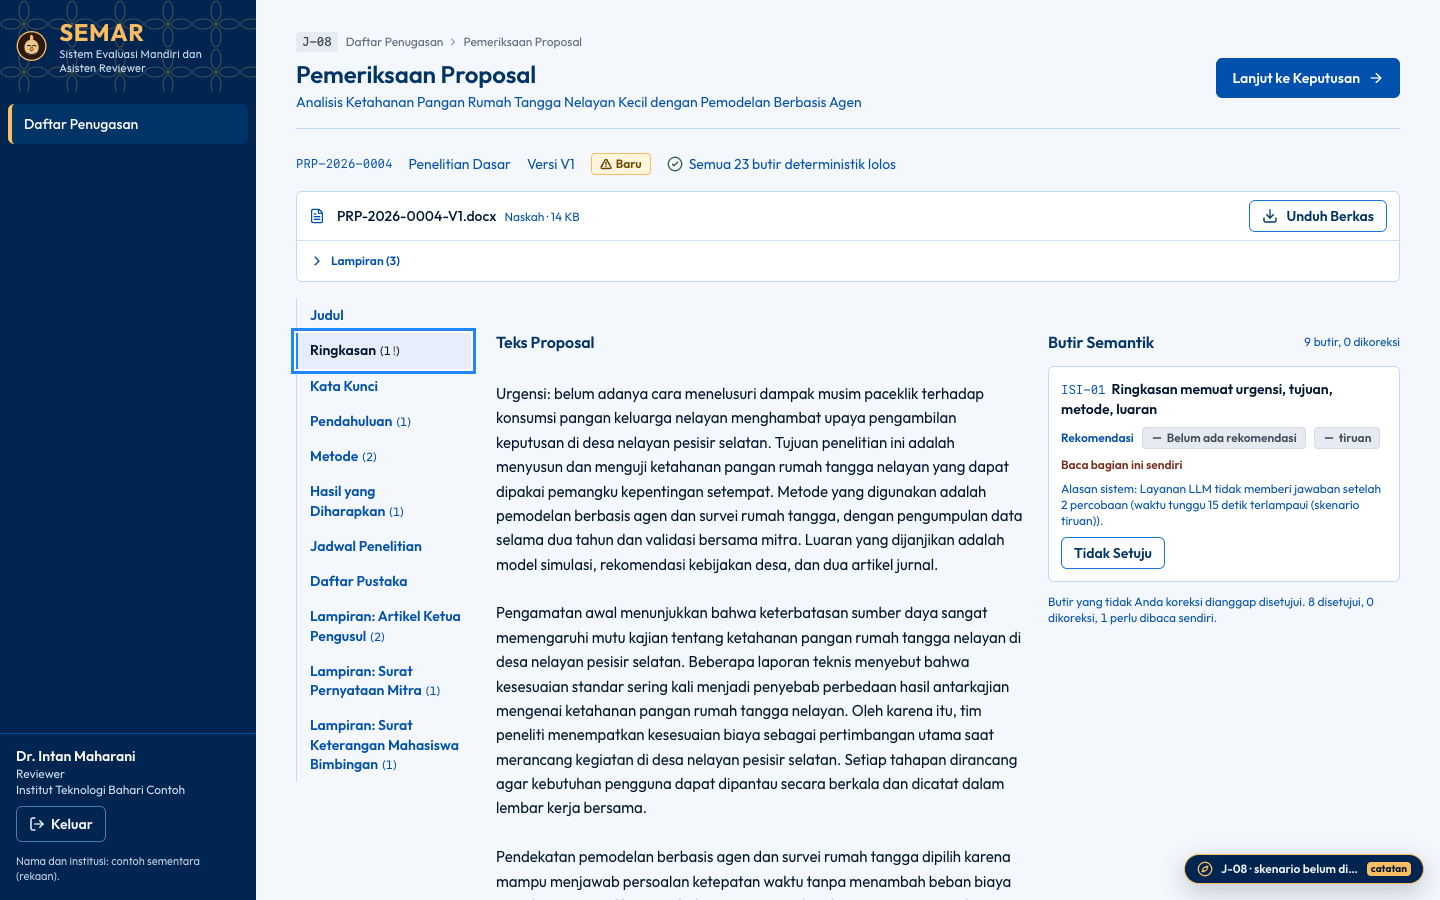 SEMAR
Sistem Evaluasi Mandiri dan
Asisten Reviewer
Daftar Penugasan
Dr. Intan Maharani
Reviewer
Institut Teknologi Bahari Contoh
Keluar
Nama dan institusi: contoh sementara
(rekaan).
J-08 Daftar Penugasan > Pemeriksaan Proposal
Pemeriksaan Proposal
Analisis Ketahanan Pangan Rumah Tangga Nelayan Kecil dengan Pemodelan Berbasis Agen
Lanjut ke Keputusan →
PRP-2026-0004 Penelitian Dasar Versi V1 Baru Semua 23 butir deterministik lolos
PRP-2026-0004-V1.docx Naskah · 14 KB
Unduh Berkas
Lampiran (3)
Judul
Ringkasan (1 !)
Kata Kunci
Pendahuluan (1)
Metode (2)
Hasil yang
Diharapkan (1)
Jadwal Penelitian
Daftar Pustaka
Lampiran: Artikel Ketua
Pengusul (2)
Lampiran: Surat
Pernyataan Mitra (1)
Lampiran: Surat
Keterangan Mahasiswa
Bimbingan (1)
Teks Proposal
Urgensi: belum adanya cara menelusuri dampak musim paceklik terhadap
konsumsi pangan keluarga nelayan menghambat upaya pengambilan
keputusan di desa nelayan pesisir selatan. Tujuan penelitian ini adalah
menyusun dan menguji ketahanan pangan rumah tangga nelayan yang dapat
dipakai pemangku kepentingan setempat. Metode yang digunakan adalah
pemodelan berbasis agen dan survei rumah tangga, dengan pengumpulan data
selama dua tahun dan validasi bersama mitra. Luaran yang dijanjikan adalah
model simulasi, rekomendasi kebijakan desa, dan dua artikel jurnal.
Pengamatan awal menunjukkan bahwa keterbatasan sumber daya sangat
memengaruhi mutu kajian tentang ketahanan pangan rumah tangga nelayan di
desa nelayan pesisir selatan. Beberapa laporan teknis menyebut bahwa
kesesuaian standar sering kali menjadi penyebab perbedaan hasil antarkajian
mengenai ketahanan pangan rumah tangga nelayan. Oleh karena itu, tim
peneliti menempatkan kesesuaian biaya sebagai pertimbangan utama saat
merancang kegiatan di desa nelayan pesisir selatan. Setiap tahapan dirancang
agar kebutuhan pengguna dapat dipantau secara berkala dan dicatat dalam
lembar kerja bersama.
Pendekatan pemodelan berbasis agen dan survei rumah tangga dipilih karena
mampu menjawab persoalan ketepatan waktu tanpa menambah beban biaya
Butir Semantik
9 butir, 0 dikoreksi
ISI-01 Ringkasan memuat urgensi, tujuan,
metode, luaran
Rekomendasi — Belum ada rekomendasi — tiruan
Baca bagian ini sendiri
Alasan sistem: Layanan LLM tidak memberi jawaban setelah
2 percobaan (waktu tunggu 15 detik terlampaui (skenario
tiruan)).
Tidak Setuju
Butir yang tidak Anda koreksi dianggap disetujui. 8 disetujui, 0
dikoreksi, 1 perlu dibaca sendiri.
J-08 · skenario belum di... catatan